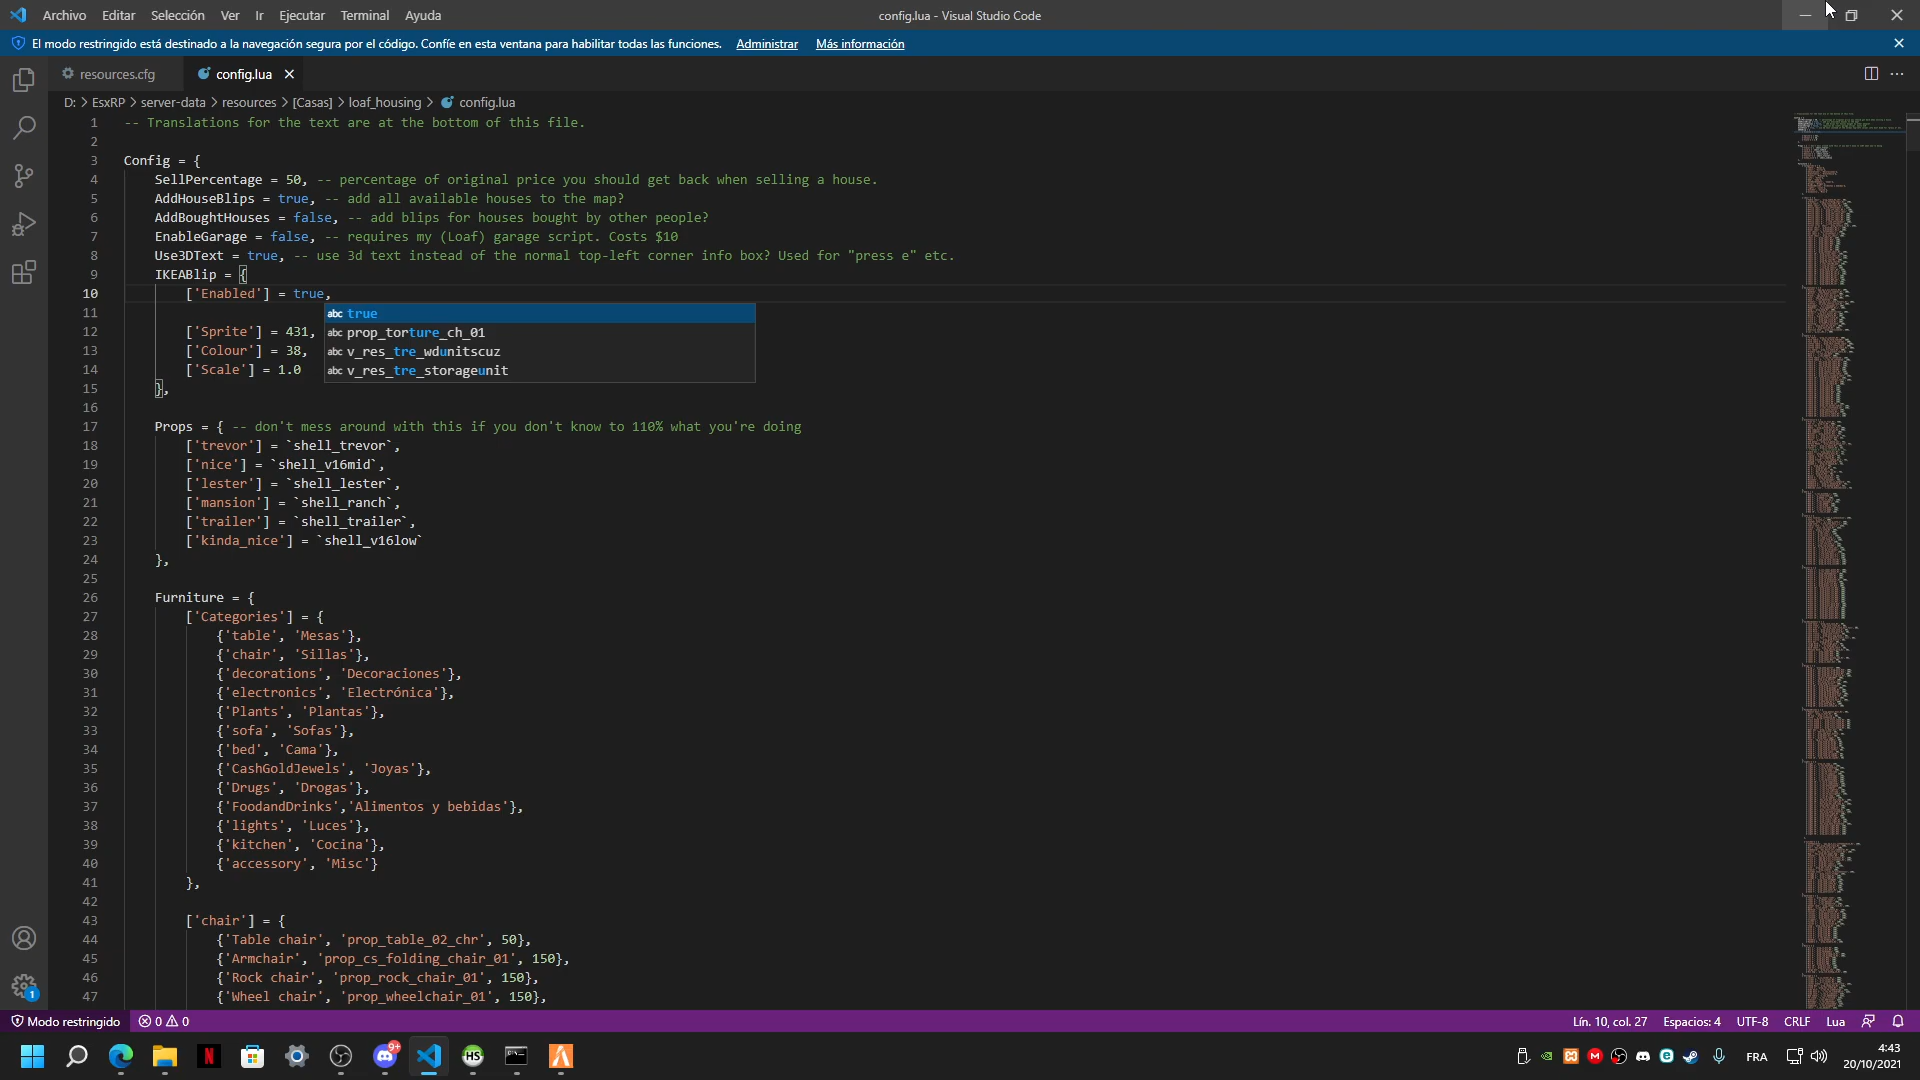 Archivo Editar Selección Ver Ir Ejecutar Terminal Ayuda
config.lua - Visual Studio Code
El modo restringido está destinado a la navegación segura por el código. Confíe en esta ventana para habilitar todas las funciones. Administrar Más información
resources.cfg config.lua
D: > EsxRP > server-data > resources > [Casas] > loaf_housing > config.lua
1 -- Translations for the text are at the bottom of this file.
2
3 Config = {
4 SellPercentage = 50, -- percentage of original price you should get back when selling a house.
5 AddHouseBlips = true, -- add all available houses to the map?
6 AddBoughtHouses = false, -- add blips for houses bought by other people?
7 EnableGarage = false, -- requires my (Loaf) garage script. Costs $10
8 Use3DText = true, -- use 3d text instead of the normal top-left corner info box? Used for "press e" etc.
9 IKEABlip = {
10 ['Enabled'] = true,
11
abc true
12 ['Sprite'] = 431,
abc prop_torture_ch_01
13 ['Colour'] = 38,
abc v_res_tre_wdunitscuz
14 ['Scale'] = 1.0
abc v_res_tre_storageunit
15 },
16
17 Props = { -- don't mess around with this if you don't know to 110% what you're doing
18 ['trevor'] = `shell_trevor`,
19 ['nice'] = `shell_v16mid`,
20 ['lester'] = `shell_lester`,
21 ['mansion'] = `shell_ranch`,
22 ['trailer'] = `shell_trailer`,
23 ['kinda_nice'] = `shell_v16low`
24 },
25
26 Furniture = {
27 ['Categories'] = {
28 {'table', 'Mesas'},
29 {'chair', 'Sillas'},
30 {'decorations', 'Decoraciones'},
31 {'electronics', 'Electrónica'},
32 {'Plants', 'Plantas'},
33 {'sofa', 'Sofas'},
34 {'bed', 'Cama'},
35 {'CashGoldJewels', 'Joyas'},
36 {'Drugs', 'Drogas'},
37 {'FoodandDrinks','Alimentos y bebidas'},
38 {'lights', 'Luces'},
39 {'kitchen', 'Cocina'},
40 {'accessory', 'Misc'}
41 },
42
43 ['chair'] = {
44 {'Table chair', 'prop_table_02_chr', 50},
45 {'Armchair', 'prop_cs_folding_chair_01', 150},
46 {'Rock chair', 'prop_rock_chair_01', 150},
47 {'Wheel chair', 'prop_wheelchair_01', 150},
1
Modo restringido 0 0
Lín. 10, col. 27 Espacios: 4 UTF-8 CRLF Lua
N 9+ HS
FRA
4:43
20/10/2021